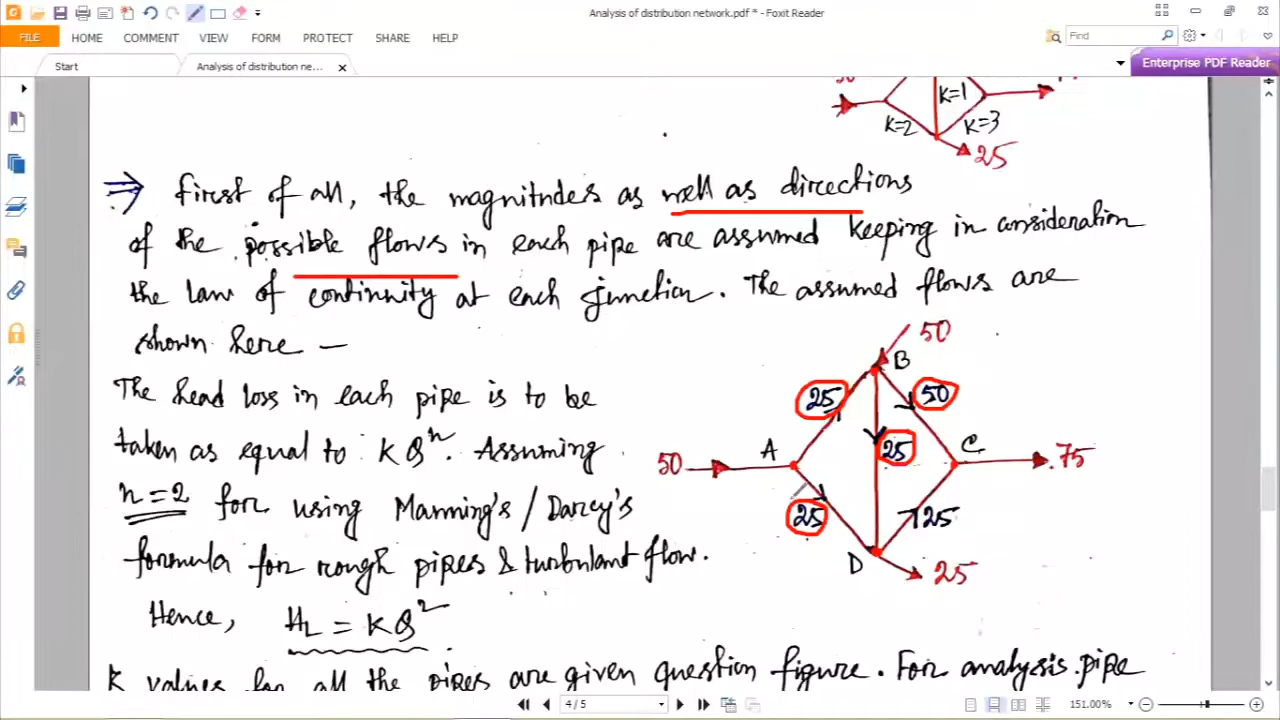 Analysis of distribution network.pdf * - Foxit Reader
FILE HOME COMMENT VIEW FORM PROTECT SHARE HELP
Find
Start Analysis of distribution ne... Enterprise PDF Reader
K=1
K=2 K=3
25
First of all, the magnitudes as well as directions
of the possible flows in each pipe are assumed keeping in consideration
the law of continuity at each junction. The assumed flows are
shown here —
50
B
The head loss in each pipe is to be
25 50
taken as equal to KQⁿ. Assuming
A 25 C
50 75
n=2 for using Manning's / Darcy's
25 25
formula for rough pipes & turbulant flow.
D 25
Hence, H_L = KQ²
K values for all the pipes are given question figure. For analysis pipe
4 / 5 151.00%